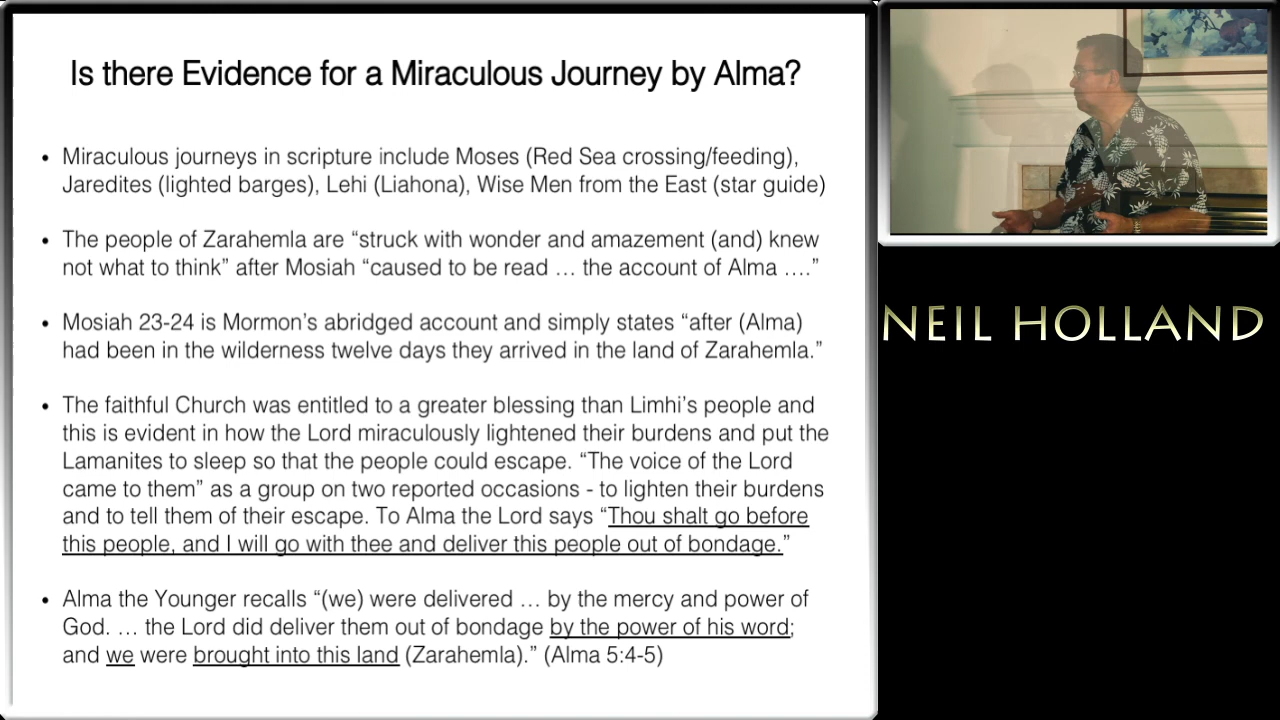 Is there Evidence for a Miraculous Journey by Alma?
• Miraculous journeys in scripture include Moses (Red Sea crossing/feeding),
Jaredites (lighted barges), Lehi (Liahona), Wise Men from the East (star guide)
• The people of Zarahemla are “struck with wonder and amazement (and) knew
not what to think” after Mosiah “caused to be read … the account of Alma ….”
• Mosiah 23-24 is Mormon’s abridged account and simply states “after (Alma)
had been in the wilderness twelve days they arrived in the land of Zarahemla.”
• The faithful Church was entitled to a greater blessing than Limhi’s people and
this is evident in how the Lord miraculously lightened their burdens and put the
Lamanites to sleep so that the people could escape. “The voice of the Lord
came to them” as a group on two reported occasions - to lighten their burdens
and to tell them of their escape. To Alma the Lord says “Thou shalt go before
this people, and I will go with thee and deliver this people out of bondage.”
• Alma the Younger recalls “(we) were delivered … by the mercy and power of
God. … the Lord did deliver them out of bondage by the power of his word;
and we were brought into this land (Zarahemla).” (Alma 5:4-5)
NEIL HOLLAND